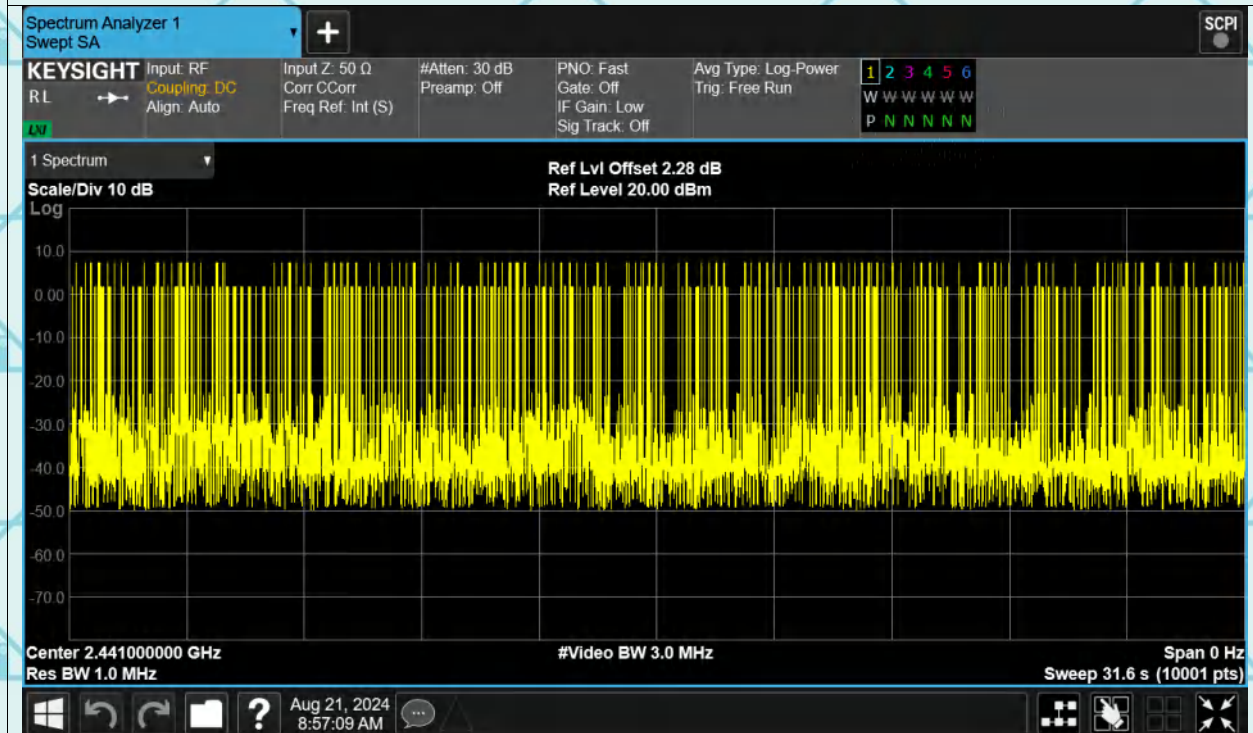 Spectrum Analyzer 1
Swept SA
+
SCPI
KEYSIGHT
RL
LXI
Input: RF
Coupling: DC
Align: Auto
Input Z: 50 Ω
Corr CCorr
Freq Ref: Int (S)
#Atten: 30 dB
Preamp: Off
PNO: Fast
Gate: Off
IF Gain: Low
Sig Track: Off
Avg Type: Log-Power
Trig: Free Run
1 2 3 4 5 6
W W W W W W
P N N N N N
1 Spectrum
Scale/Div 10 dB
Ref Lvl Offset 2.28 dB
Ref Level 20.00 dBm
Log
10.0
0.00
-10.0
-20.0
-30.0
-40.0
-50.0
-60.0
-70.0
Center 2.441000000 GHz
#Video BW 3.0 MHz
Span 0 Hz
Res BW 1.0 MHz
Sweep 31.6 s (10001 pts)
?
Aug 21, 2024
8:57:09 AM